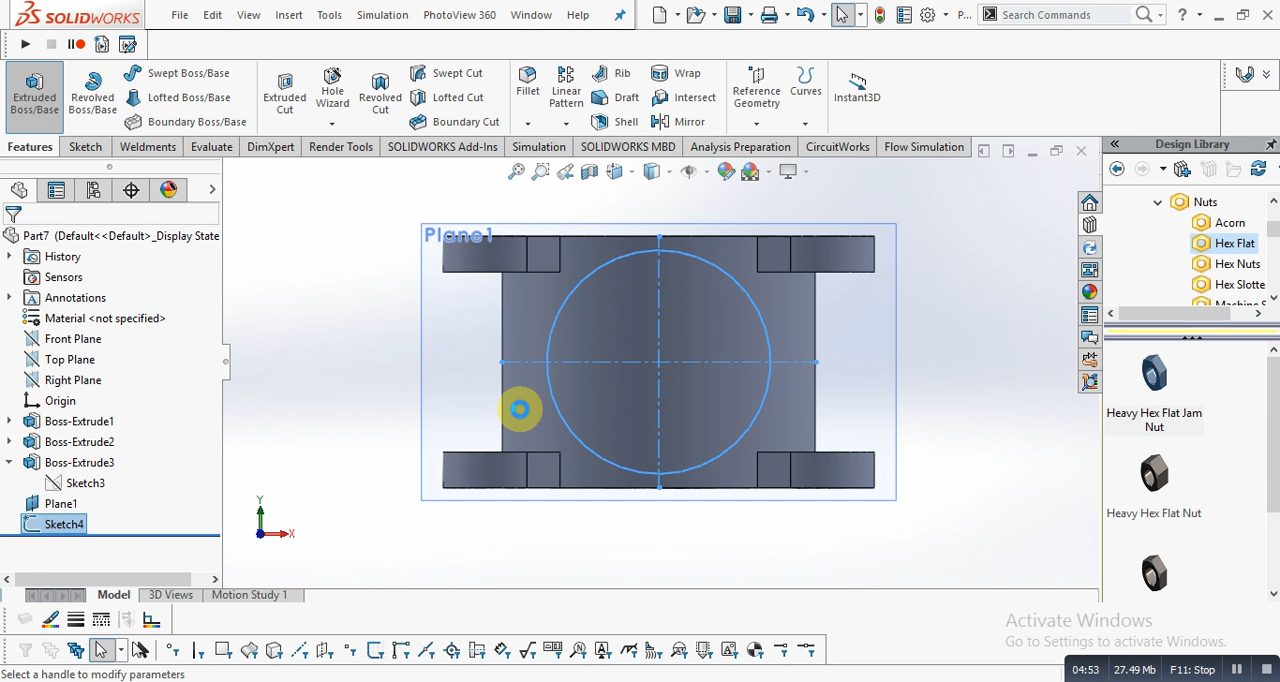 SOLIDWORKS
File Edit View Insert Tools Simulation PhotoView 360 Window Help
P...
Search Commands
Extruded Boss/Base
Revolved Boss/Base
Swept Boss/Base
Lofted Boss/Base
Boundary Boss/Base
Extruded Cut
Hole Wizard
Revolved Cut
Swept Cut
Lofted Cut
Boundary Cut
Fillet
Linear Pattern
Rib
Draft
Shell
Wrap
Intersect
Mirror
Reference Geometry
Curves
Instant3D
Features Sketch Weldments Evaluate DimXpert Render Tools SOLIDWORKS Add-Ins Simulation SOLIDWORKS MBD Analysis Preparation CircuitWorks Flow Simulation
Part7 (Default<<Default>_Display State
History
Sensors
Annotations
Material <not specified>
Front Plane
Top Plane
Right Plane
Origin
Boss-Extrude1
Boss-Extrude2
Boss-Extrude3
Sketch3
Plane1
Sketch4
Plane1
Y
X
Design Library
Nuts
Acorn
Hex Flat
Hex Nuts
Hex Slotte
Machine S
Heavy Hex Flat Jam
Nut
Heavy Hex Flat Nut
Model 3D Views Motion Study 1
Activate Windows
Go to Settings to activate Windows.
Select a handle to modify parameters
04:53 27.49 Mb F11: Stop